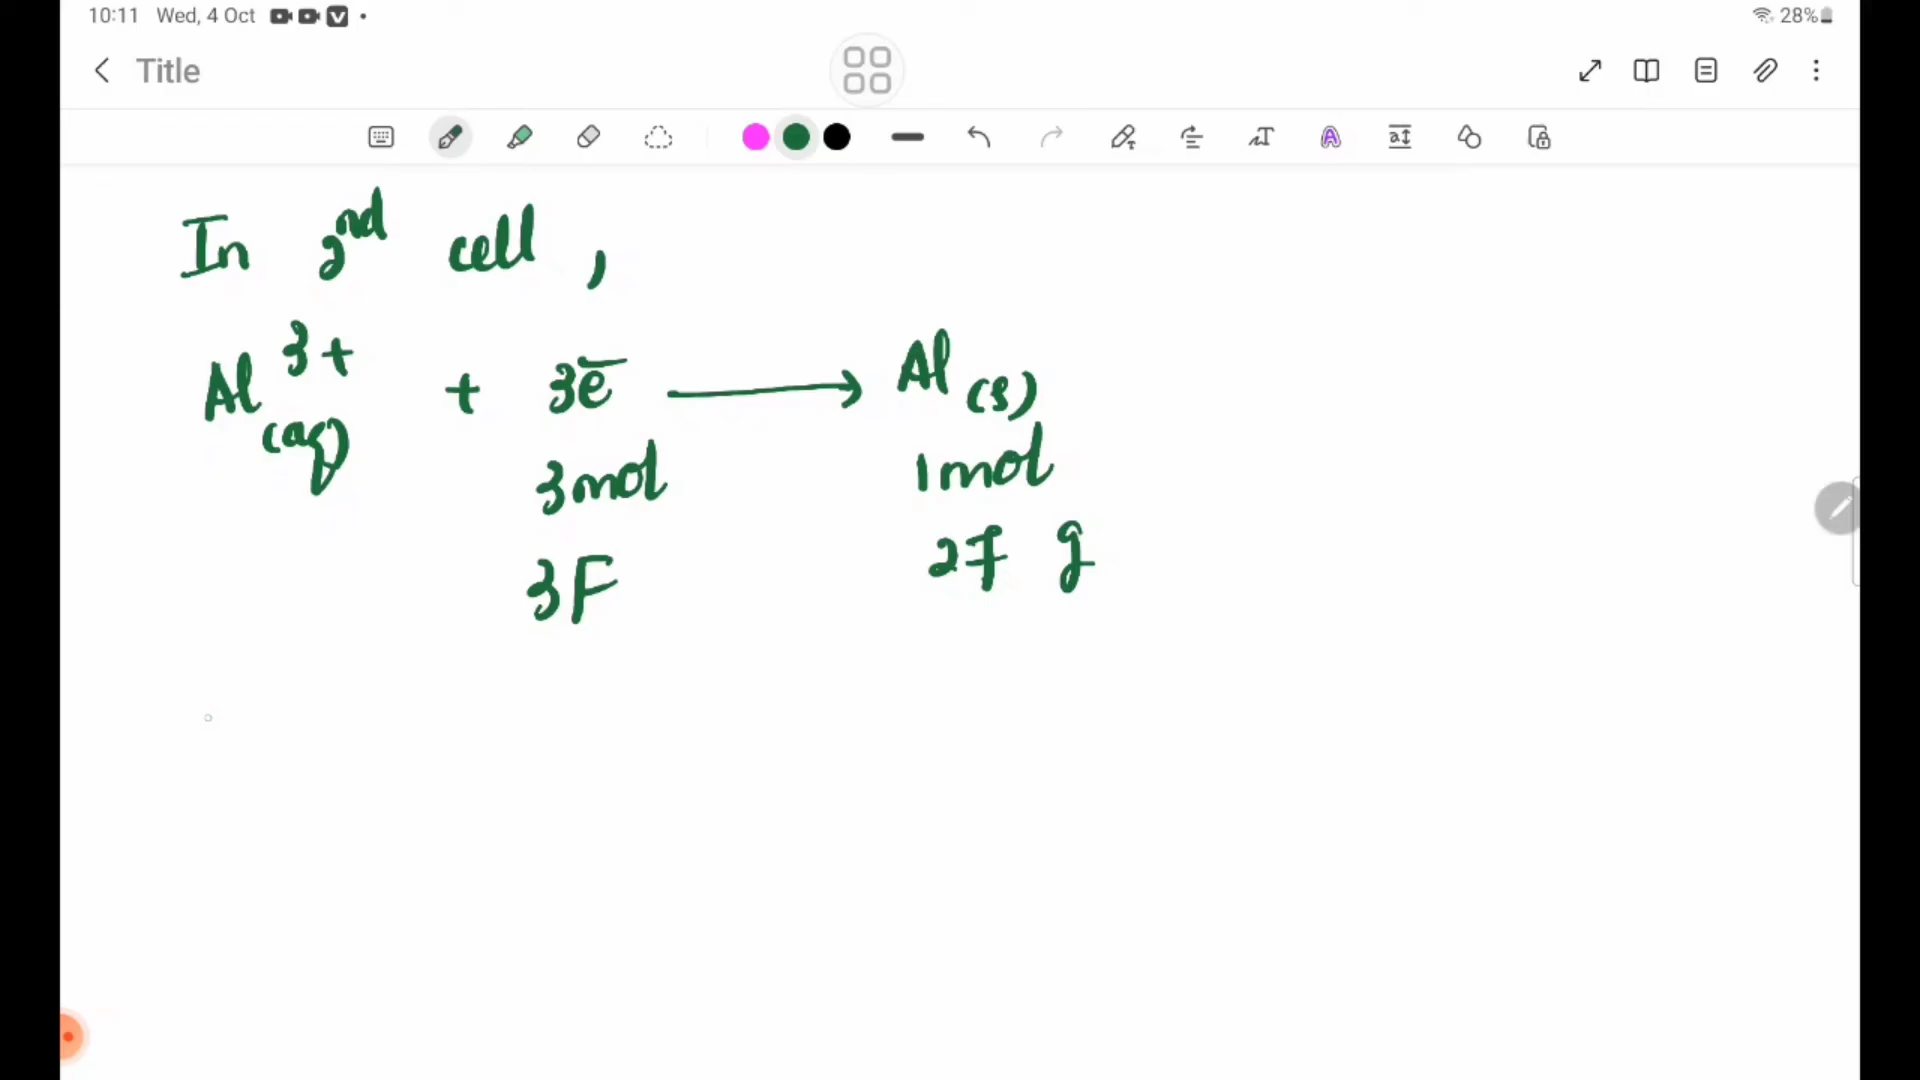 10:11 Wed, 4 Oct
28%
Title
In 2nd cell,
Al3+(aq) + 3e̅ ⟶ Al(s)
3mol 1mol
3F 27 g